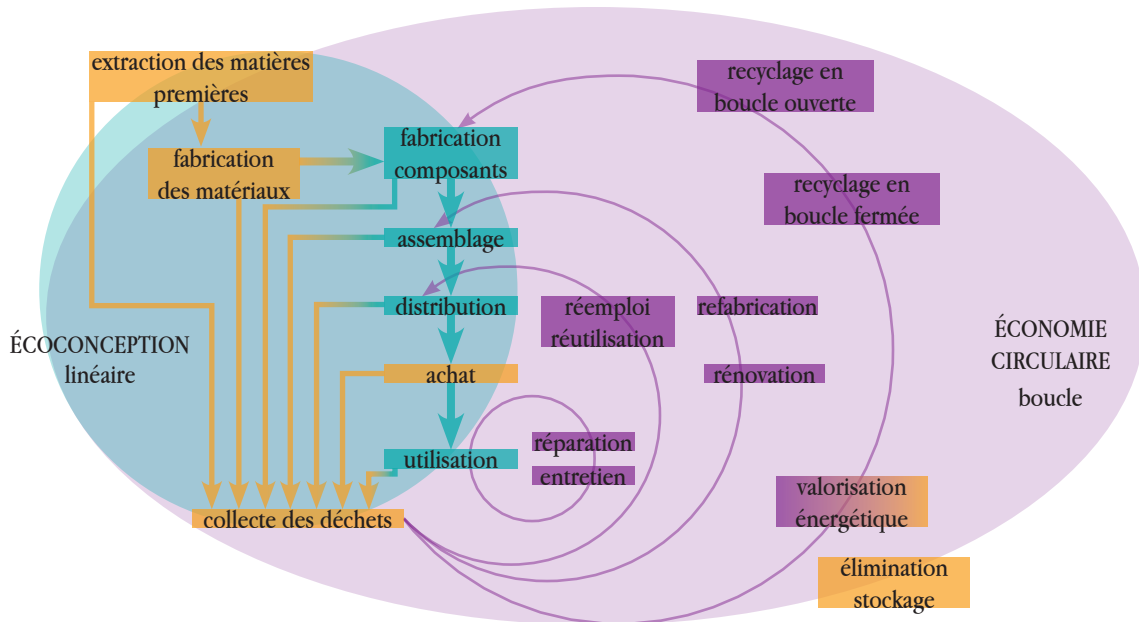 extraction des matières
premières
fabrication
des matériaux
fabrication
composants
assemblage
distribution
achat
utilisation
collecte des déchets
ÉCOCONCEPTION
linéaire
réemploi
réutilisation
réparation
entretien
refabrication
rénovation
recyclage en
boucle ouverte
recyclage en
boucle fermée
ÉCONOMIE
CIRCULAIRE
boucle
valorisation
énergétique
élimination
stockage